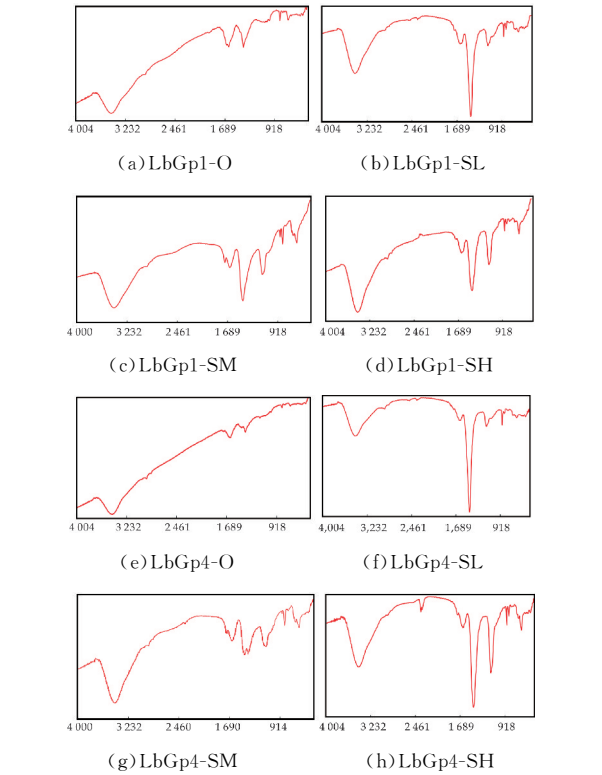 4 004 3 232 2 461 1 689 918 4 004 3 232 2 461 1 689 918
(a)LbGp1-O (b)LbGp1-SL
4 000 3 232 2 461 1 689 918 4 004 3 232 2 461 1 689 918
(c)LbGp1-SM (d)LbGp1-SH
4 004 3 232 2 461 1 689 918 4,004 3,232 2,461 1,689 918
(e)LbGp4-O (f)LbGp4-SL
4 000 3 232 2 460 1 690 914 4 004 3 232 2 461 1 689 918
(g)LbGp4-SM (h)LbGp4-SH